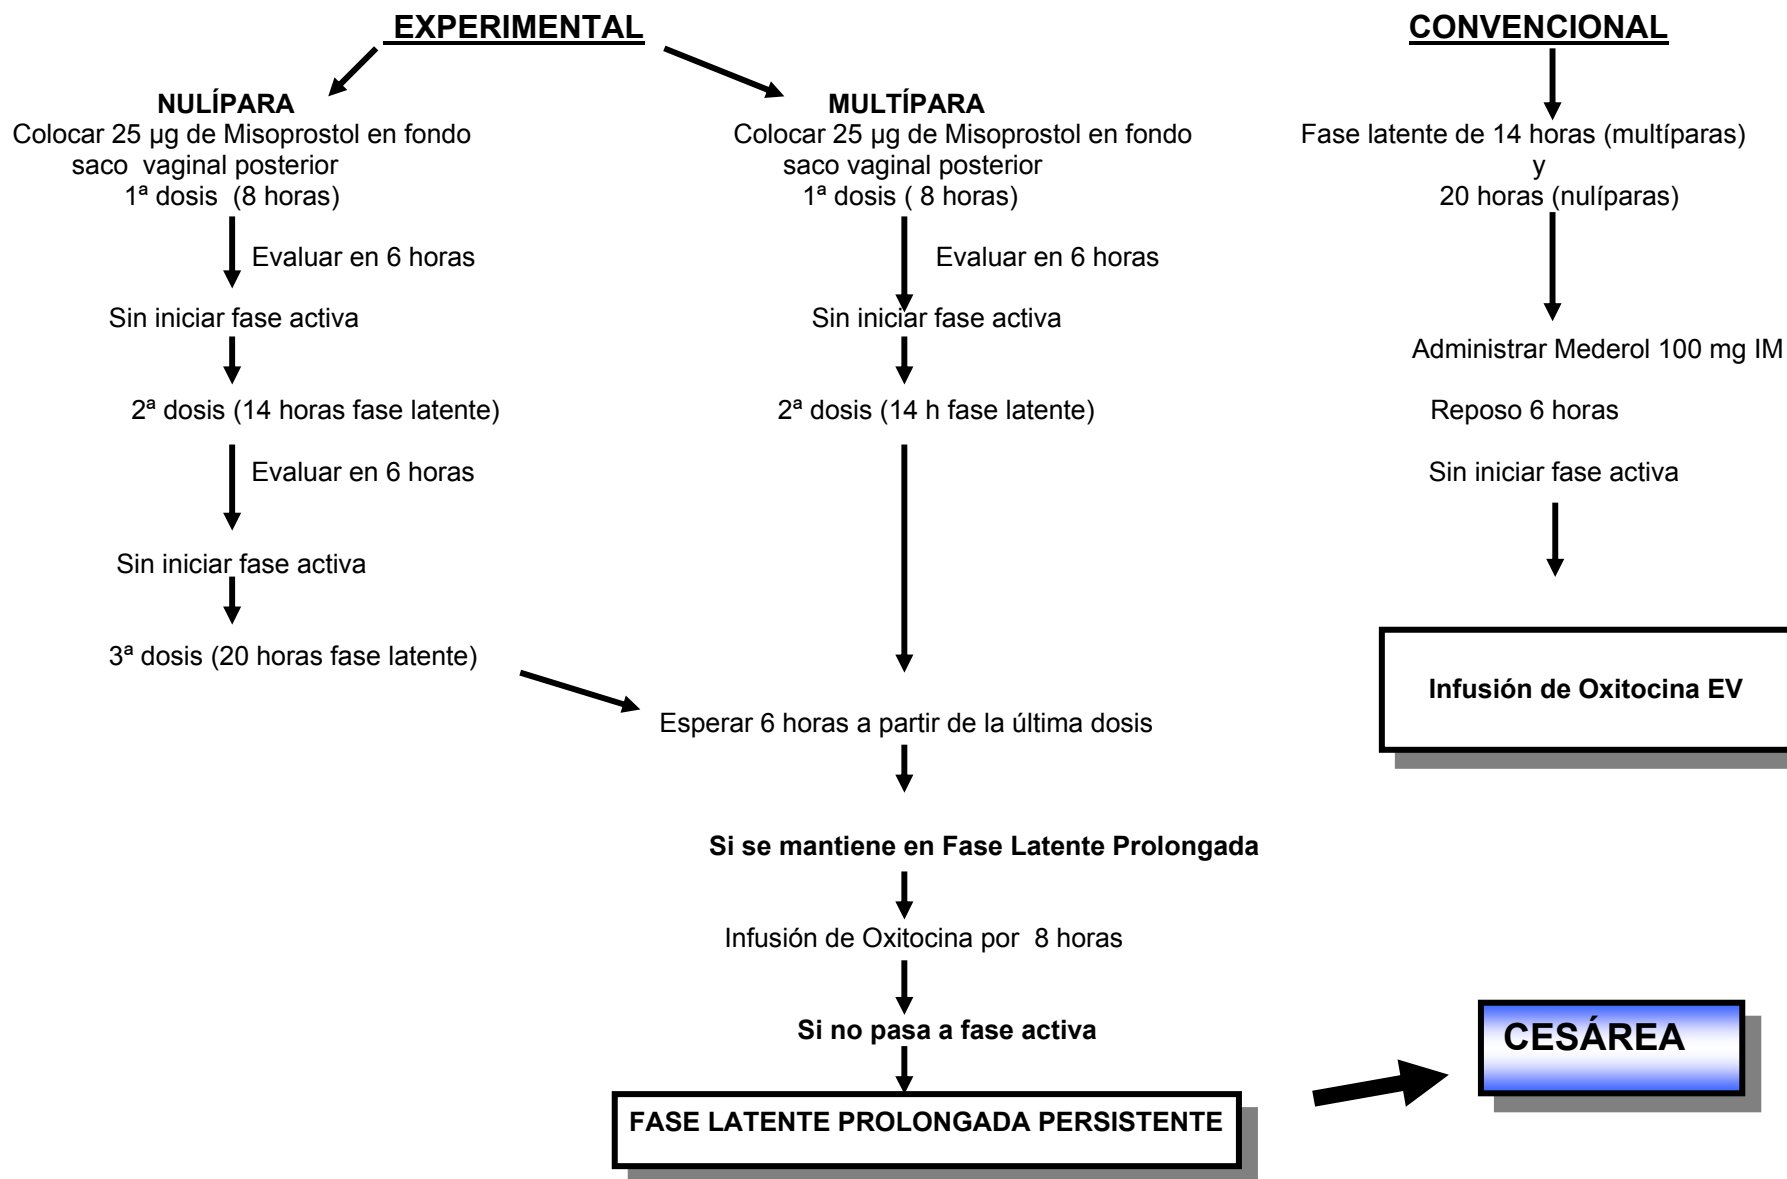 EXPERIMENTAL
NULÍPARA
Colocar 25 µg de Misoprostol en fondo
saco vaginal posterior
1ª dosis (8 horas)
Evaluar en 6 horas
Sin iniciar fase activa
2ª dosis (14 horas fase latente)
Evaluar en 6 horas
Sin iniciar fase activa
3ª dosis (20 horas fase latente)
MULTÍPARA
Colocar 25 µg de Misoprostol en fondo
saco vaginal posterior
1ª dosis ( 8 horas)
Evaluar en 6 horas
Sin iniciar fase activa
2ª dosis (14 h fase latente)
Esperar 6 horas a partir de la última dosis
Si se mantiene en Fase Latente Prolongada
Infusión de Oxitocina por 8 horas
Si no pasa a fase activa
FASE LATENTE PROLONGADA PERSISTENTE
CESÁREA
CONVENCIONAL
Fase latente de 14 horas (multíparas)
y
20 horas (nulíparas)
Administrar Mederol 100 mg IM
Reposo 6 horas
Sin iniciar fase activa
Infusión de Oxitocina EV